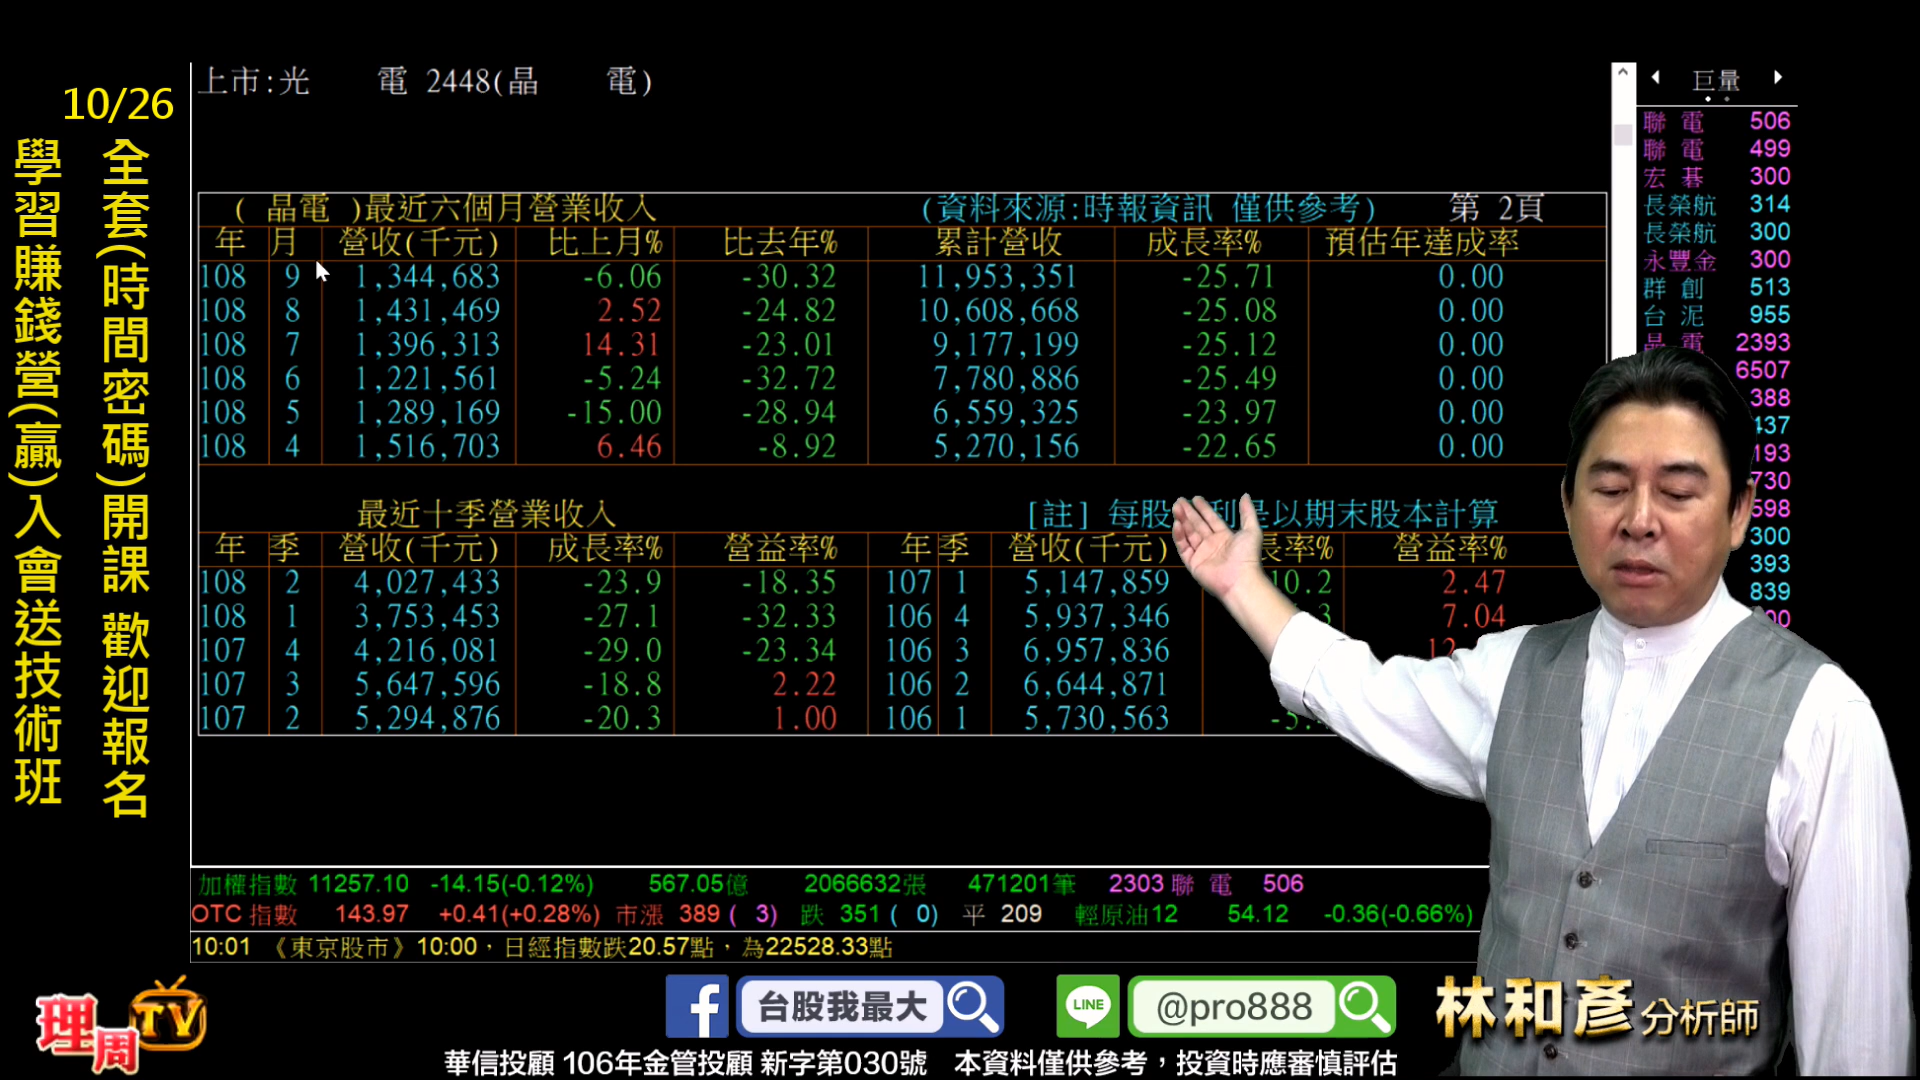 10/26
全套(時間密碼)開課 歡迎報名
學習賺錢營(贏)入會送技術班
上市:光 電 2448(晶 電)
( 晶電 )最近六個月營業收入 (資料來源:時報資訊 僅供參考) 第 2頁
年 月 營收(千元) 比上月% 比去年% 累計營收 成長率% 預估年達成率
108 9 1,344,683 -6.06 -30.32 11,953,351 -25.71 0.00
108 8 1,431,469 2.52 -24.82 10,608,668 -25.08 0.00
108 7 1,396,313 14.31 -23.01 9,177,199 -25.12 0.00
108 6 1,221,561 -5.24 -32.72 7,780,886 -25.49 0.00
108 5 1,289,169 -15.00 -28.94 6,559,325 -23.97 0.00
108 4 1,516,703 6.46 -8.92 5,270,156 -22.65 0.00
最近十季營業收入 [註] 每股 利是以期末股本計算
年 季 營收(千元) 成長率% 營益率% 年 季 營收(千元) 長率% 營益率%
108 2 4,027,433 -23.9 -18.35 107 1 5,147,859 10.2 2.47
108 1 3,753,453 -27.1 -32.33 106 4 5,937,346 7.04
107 4 4,216,081 -29.0 -23.34 106 3 6,957,836
107 3 5,647,596 -18.8 2.22 106 2 6,644,871
107 2 5,294,876 -20.3 1.00 106 1 5,730,563
巨量
聯 電 506
聯 電 499
宏 碁 300
長榮航 314
長榮航 300
永豐金 300
群 創 513
台 泥 955
晶 電 2393
6507
388
437
193
730
598
300
393
839
加權指數 11257.10 -14.15(-0.12%) 567.05億 2066632張 471201筆 2303 聯 電 506
OTC 指數 143.97 +0.41(+0.28%) 市漲 389 ( 3) 跌 351 ( 0) 平 209 輕原油12 54.12 -0.36(-0.66%)
10:01 《東京股市》10:00，日經指數跌20.57點，為22528.33點
理周TV
f 台股我最大
LINE @pro888
林和彥 分析師
華信投顧 106年金管投顧 新字第030號 本資料僅供參考，投資時應審慎評估